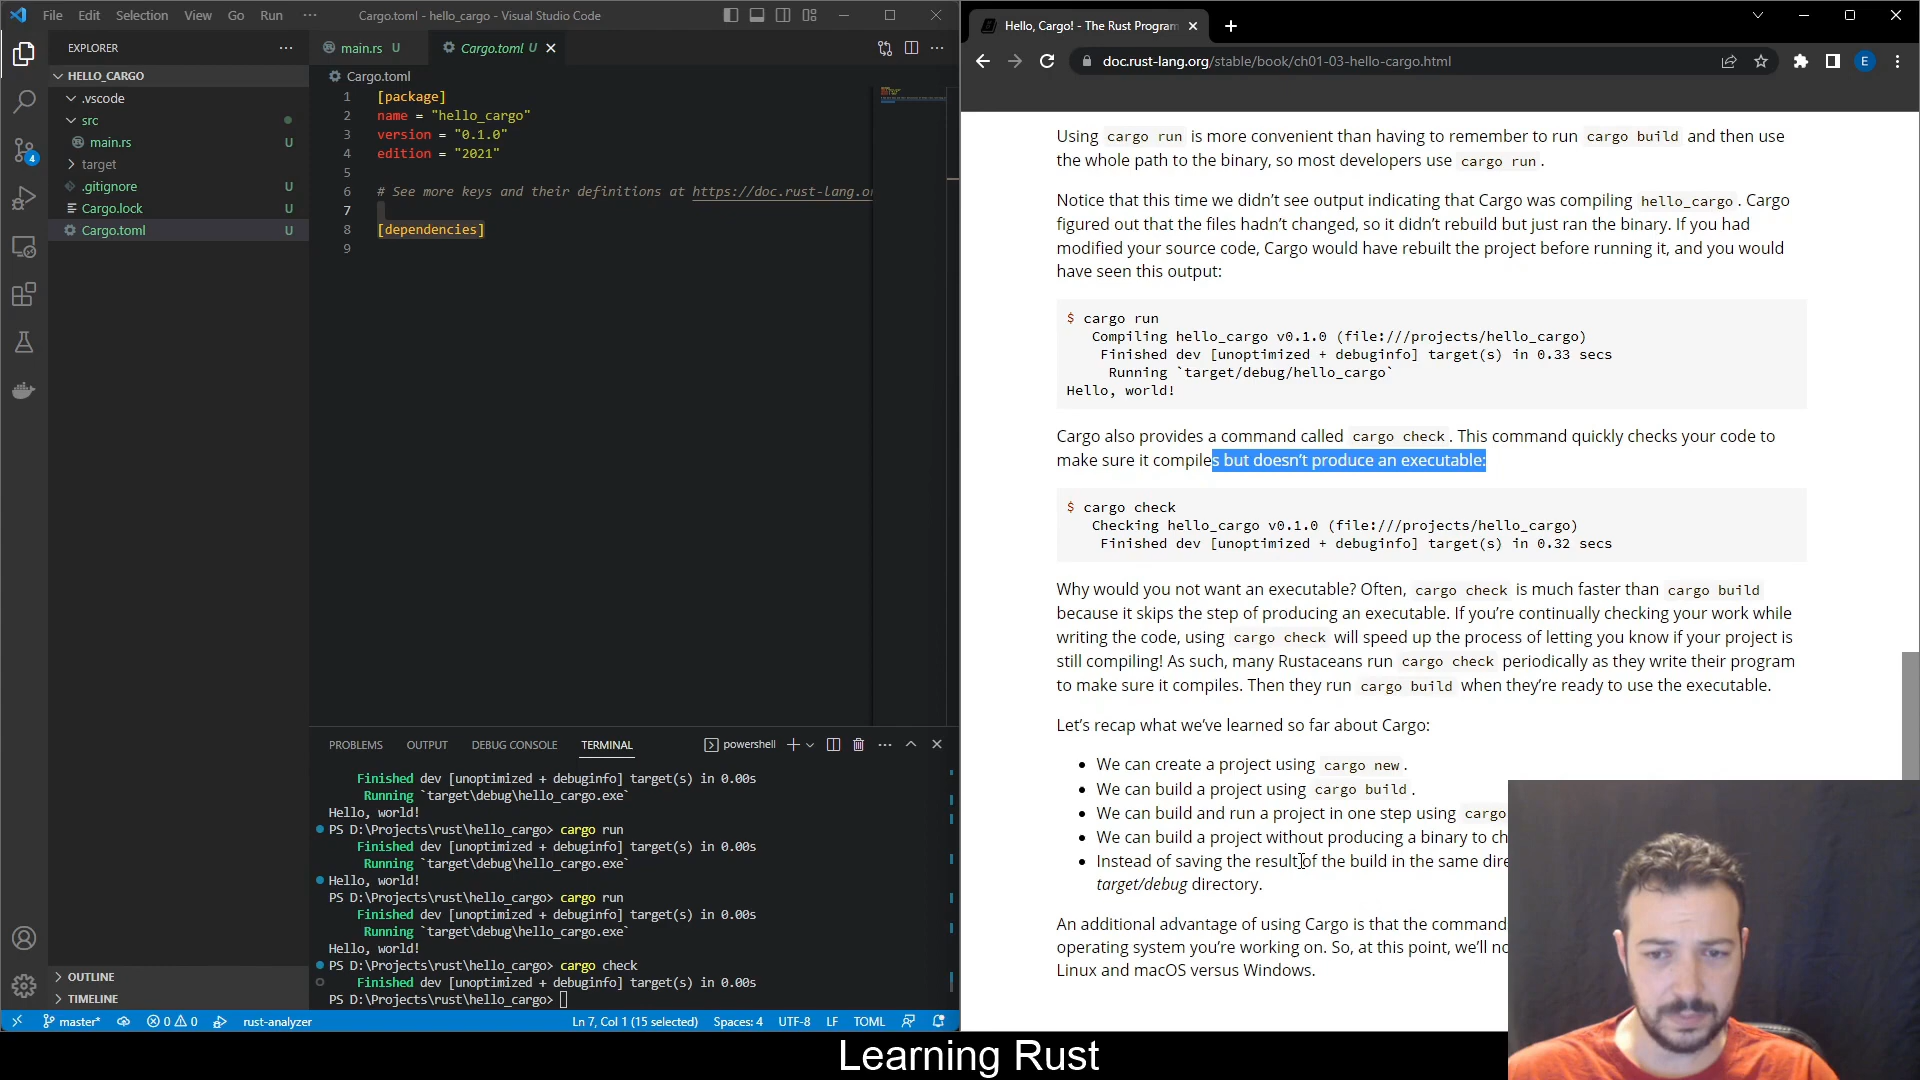 File Edit Selection View Go Run ··· Cargo.toml - hello_cargo - Visual Studio Code
EXPLORER
HELLO_CARGO
.vscode
src
main.rs U
target
.gitignore U
Cargo.lock U
Cargo.toml U
OUTLINE
TIMELINE
4
main.rs U Cargo.toml U
Cargo.toml
1 [package]
2 name = "hello_cargo"
3 version = "0.1.0"
4 edition = "2021"
5
6 # See more keys and their definitions at https://doc.rust-lang.or
7
8 [dependencies]
9
PROBLEMS OUTPUT DEBUG CONSOLE TERMINAL powershell
Finished dev [unoptimized + debuginfo] target(s) in 0.00s
Running `target\debug\hello_cargo.exe`
Hello, world!
PS D:\Projects\rust\hello_cargo> cargo run
Finished dev [unoptimized + debuginfo] target(s) in 0.00s
Running `target\debug\hello_cargo.exe`
Hello, world!
PS D:\Projects\rust\hello_cargo> cargo run
Finished dev [unoptimized + debuginfo] target(s) in 0.00s
Running `target\debug\hello_cargo.exe`
Hello, world!
PS D:\Projects\rust\hello_cargo> cargo check
Finished dev [unoptimized + debuginfo] target(s) in 0.00s
PS D:\Projects\rust\hello_cargo>
master* 0 0 rust-analyzer Ln 7, Col 1 (15 selected) Spaces: 4 UTF-8 LF TOML
Hello, Cargo! - The Rust Program
doc.rust-lang.org/stable/book/ch01-03-hello-cargo.html E
Using cargo run is more convenient than having to remember to run cargo build and then use
the whole path to the binary, so most developers use cargo run.
Notice that this time we didn’t see output indicating that Cargo was compiling hello_cargo. Cargo
figured out that the files hadn’t changed, so it didn’t rebuild but just ran the binary. If you had
modified your source code, Cargo would have rebuilt the project before running it, and you would
have seen this output:
$ cargo run
Compiling hello_cargo v0.1.0 (file:///projects/hello_cargo)
Finished dev [unoptimized + debuginfo] target(s) in 0.33 secs
Running `target/debug/hello_cargo`
Hello, world!
Cargo also provides a command called cargo check. This command quickly checks your code to
make sure it compiles but doesn’t produce an executable:
$ cargo check
Checking hello_cargo v0.1.0 (file:///projects/hello_cargo)
Finished dev [unoptimized + debuginfo] target(s) in 0.32 secs
Why would you not want an executable? Often, cargo check is much faster than cargo build
because it skips the step of producing an executable. If you’re continually checking your work while
writing the code, using cargo check will speed up the process of letting you know if your project is
still compiling! As such, many Rustaceans run cargo check periodically as they write their program
to make sure it compiles. Then they run cargo build when they’re ready to use the executable.
Let’s recap what we’ve learned so far about Cargo:
• We can create a project using cargo new.
• We can build a project using cargo build.
• We can build and run a project in one step using cargo
• We can build a project without producing a binary to ch
• Instead of saving the result of the build in the same dire
target/debug directory.
An additional advantage of using Cargo is that the command
operating system you’re working on. So, at this point, we’ll no
Linux and macOS versus Windows.
Learning Rust